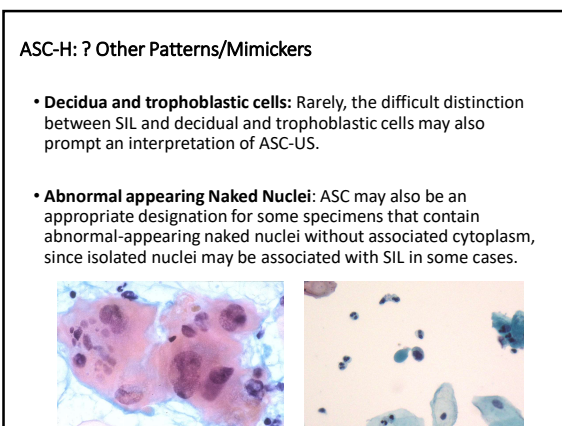 ASC-H: ? Other Patterns/Mimickers
• Decidua and trophoblastic cells: Rarely, the difficult distinction
between SIL and decidual and trophoblastic cells may also
prompt an interpretation of ASC-US.
• Abnormal appearing Naked Nuclei: ASC may also be an
appropriate designation for some specimens that contain
abnormal-appearing naked nuclei without associated cytoplasm,
since isolated nuclei may be associated with SIL in some cases.